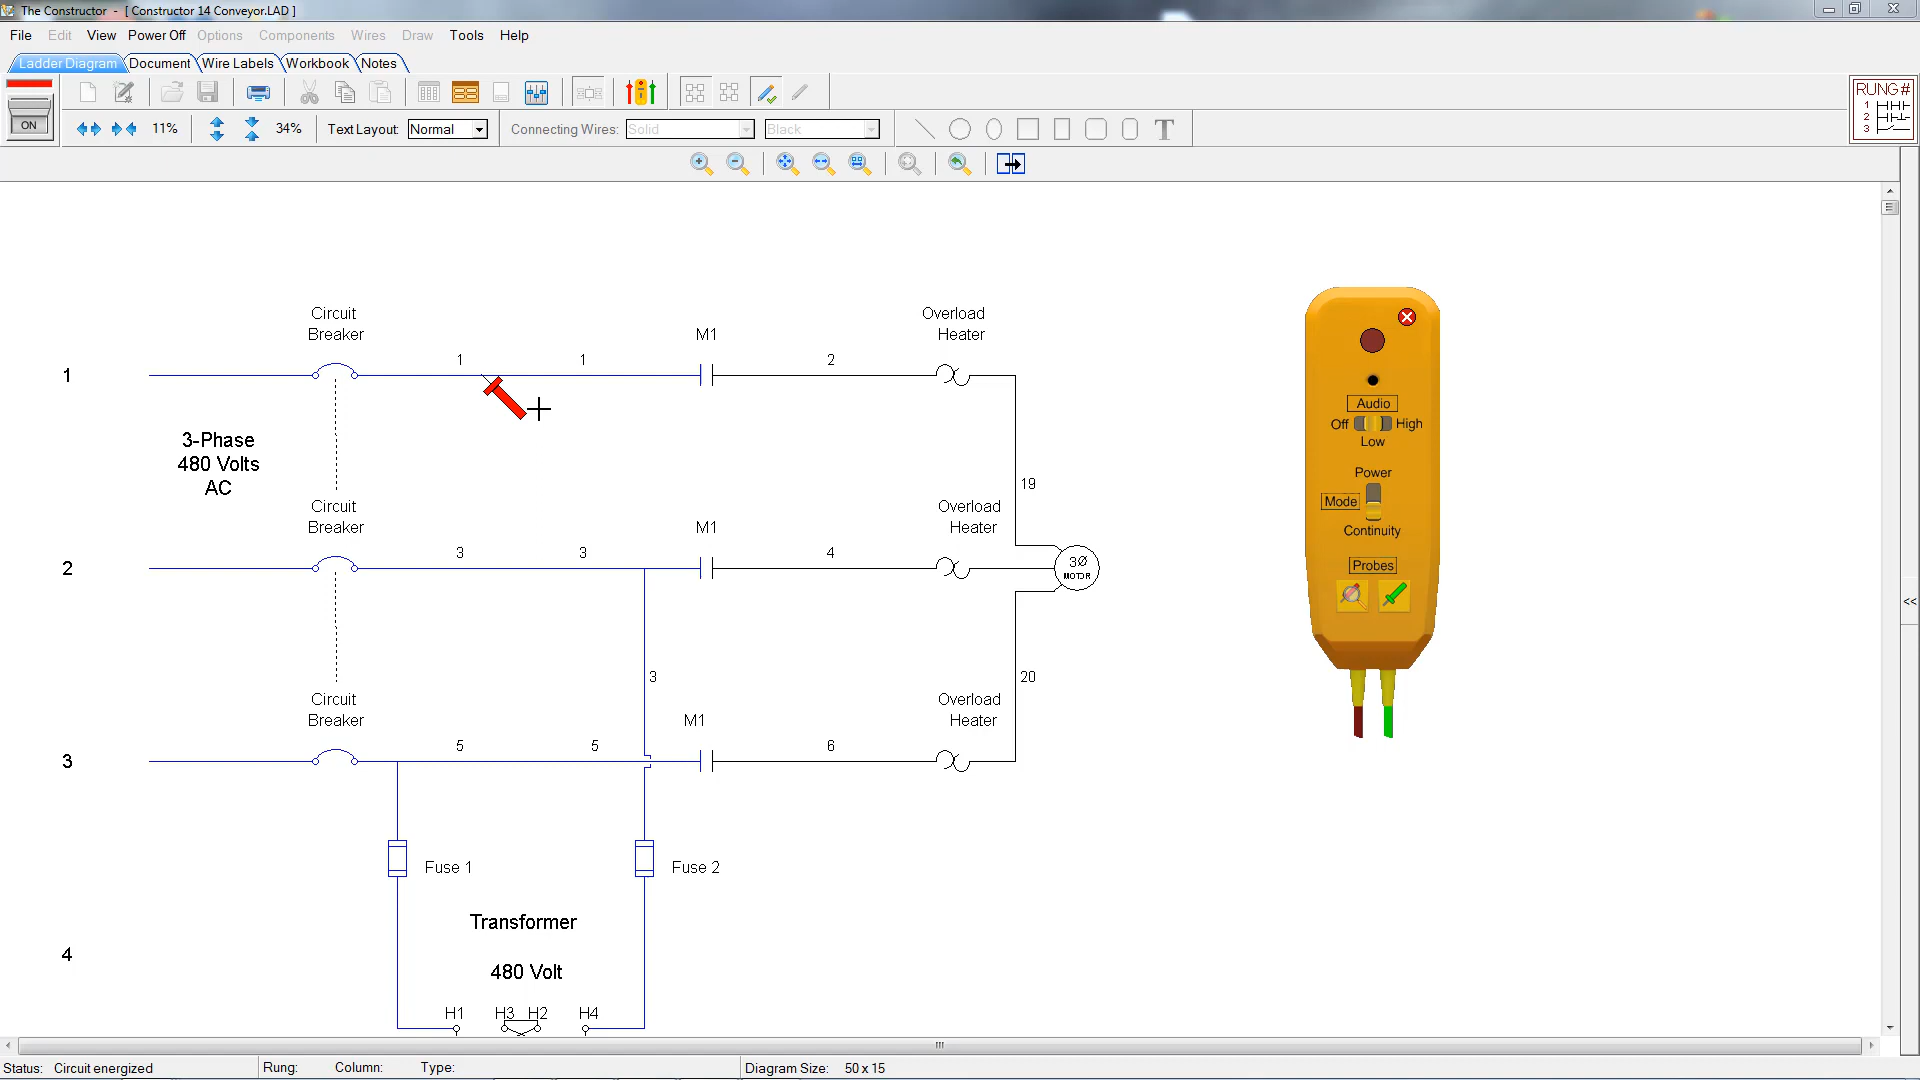 The Constructor - [ Constructor 14 Conveyor.LAD ]
File Edit View Power Off Options Components Wires Draw Tools Help
Ladder Diagram Document Wire Labels Workbook Notes
ON
11% 34% Text Layout: Normal Connecting Wires: Solid Black T
RUNG#
1
2
3
Circuit
Breaker
M1
Overload
Heater
1
1
1
2
3-Phase
480 Volts
AC
19
Circuit
Breaker
M1
Overload
Heater
2
3
3
4
3Ø
MOTOR
3
20
Circuit
Breaker
M1
Overload
Heater
3
5
5
6
Fuse 1
Fuse 2
Transformer
480 Volt
4
H1 H3 H2 H4
Audio
Off High
Low
Power
Mode
Continuity
Probes
<<
Status: Circuit energized Rung: Column: Type: Diagram Size: 50 x 15